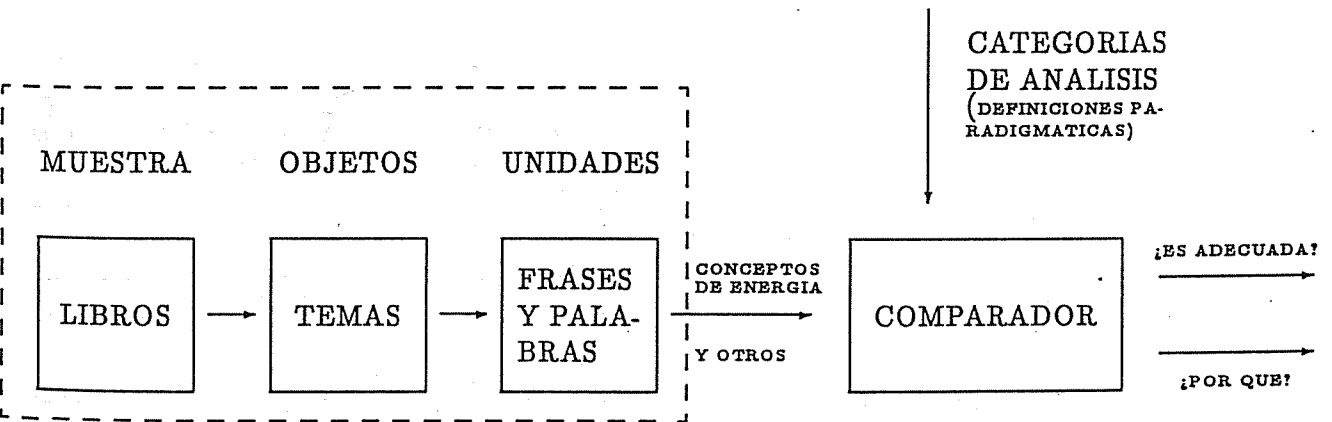 CATEGORIAS
DE ANALISIS
(DEFINICIONES PA-
RADIGMATICAS)
MUESTRA
OBJETOS
UNIDADES
LIBROS
TEMAS
FRASES
Y PALA-
BRAS
CONCEPTOS
DE ENERGIA
Y OTROS
COMPARADOR
¿ES ADECUADA?
¿POR QUE?